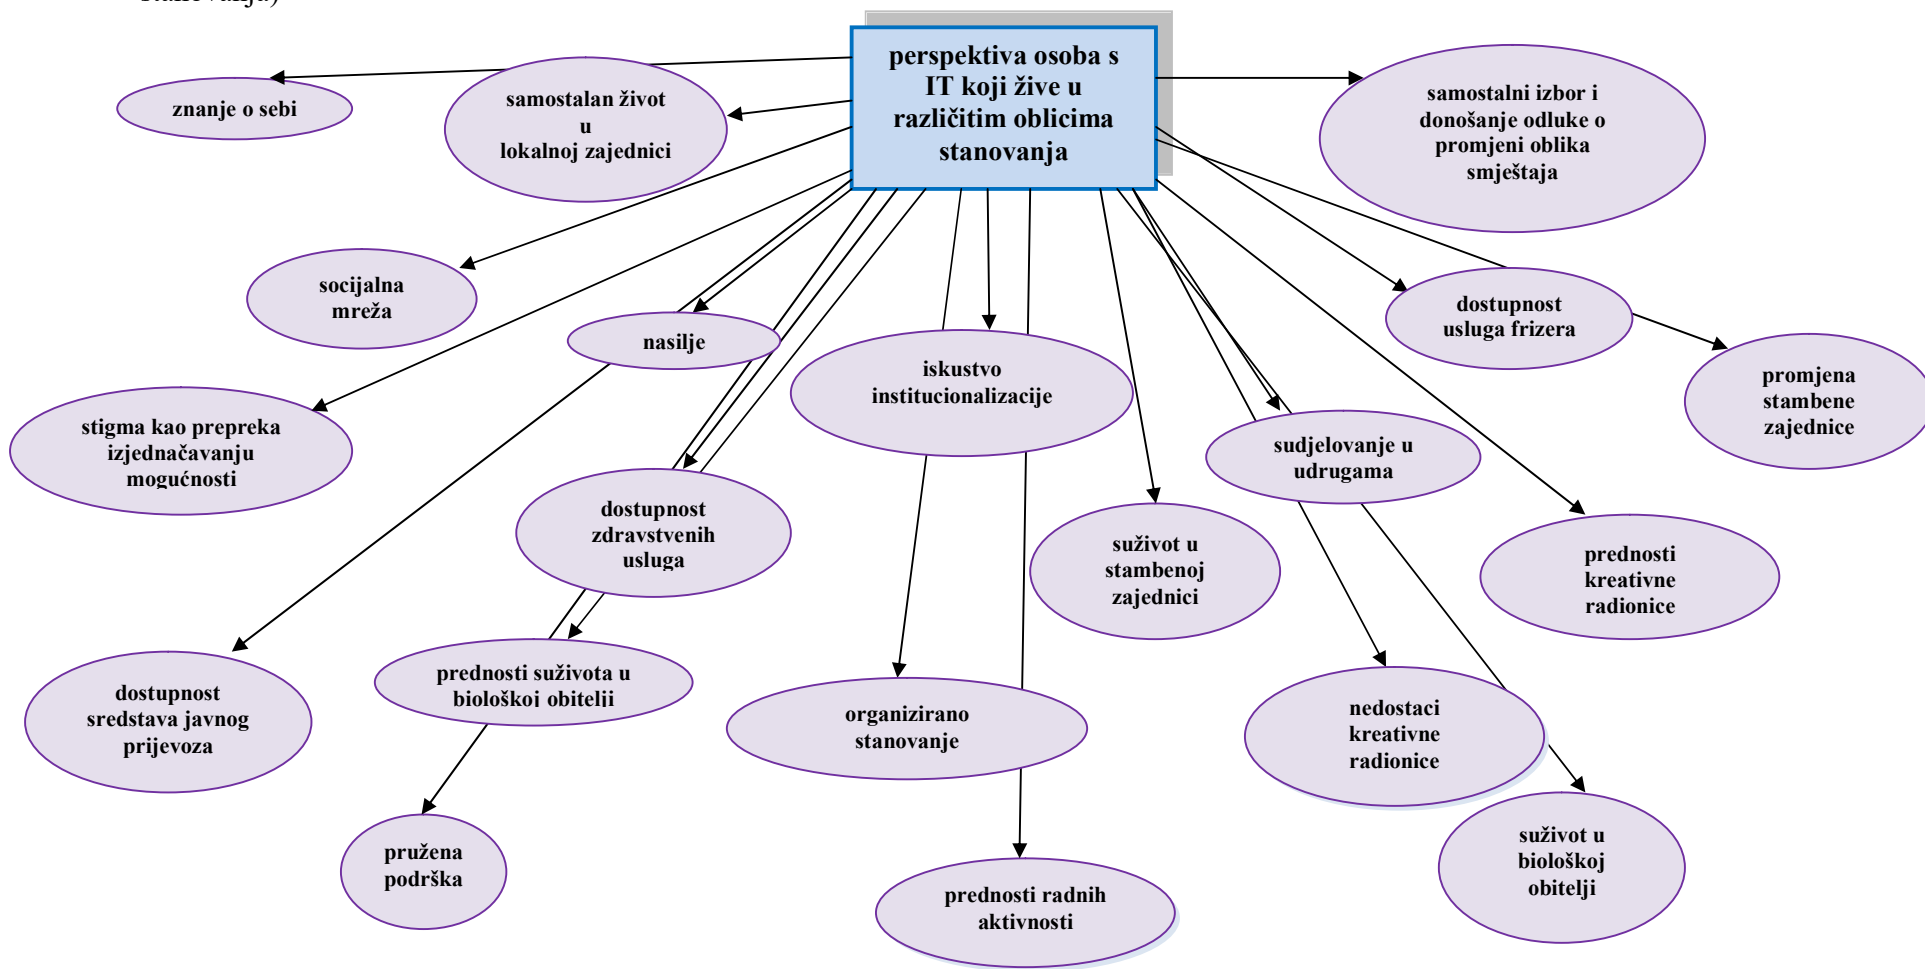 stanovanja)
perspektiva osoba s
IT koji žive u
različitim oblicima
stanovanja
znanje o sebi
samostalan život
u
lokalnoj zajednici
samostalni izbor i
donošanje odluke o
promjeni oblika
smještaja
socijalna
mreža
nasilje
iskustvo
institucionalizacije
dostupnost
usluga frizera
promjena
stambene
zajednice
stigma kao prepreka
izjednačavanju
mogućnosti
sudjelovanje u
udrugama
dostupnost
zdravstvenih
usluga
suživot u
stambenoj
zajednici
prednosti
kreativne
radionice
dostupnost
sredstava javnog
prijevoza
prednosti suživota u
biološkoj obitelji
organizirano
stanovanje
nedostaci
kreativne
radionice
pružena
podrška
prednosti radnih
aktivnosti
suživot u
biološkoj
obitelji